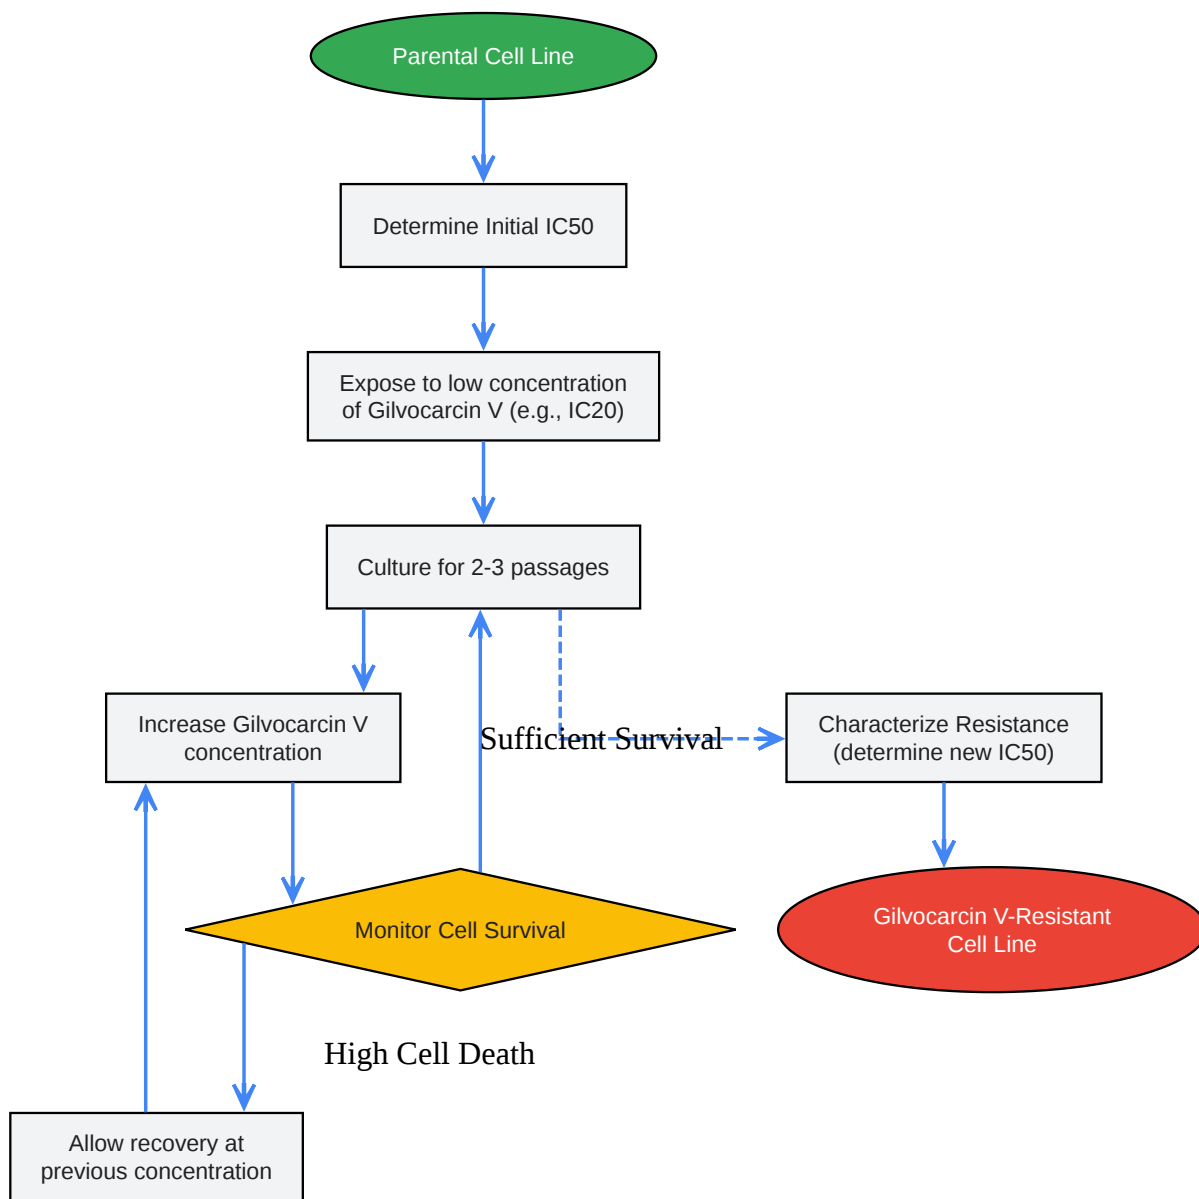 Parental Cell Line
Determine Initial IC50
Expose to low concentration
of Gilvocarcin V (e.g., IC20)
Culture for 2-3 passages
Increase Gilvocarcin V
concentration
Sufficient Survival
Characterize Resistance
(determine new IC50)
Monitor Cell Survival
Gilvocarcin V-Resistant
Cell Line
High Cell Death
Allow recovery at
previous concentration